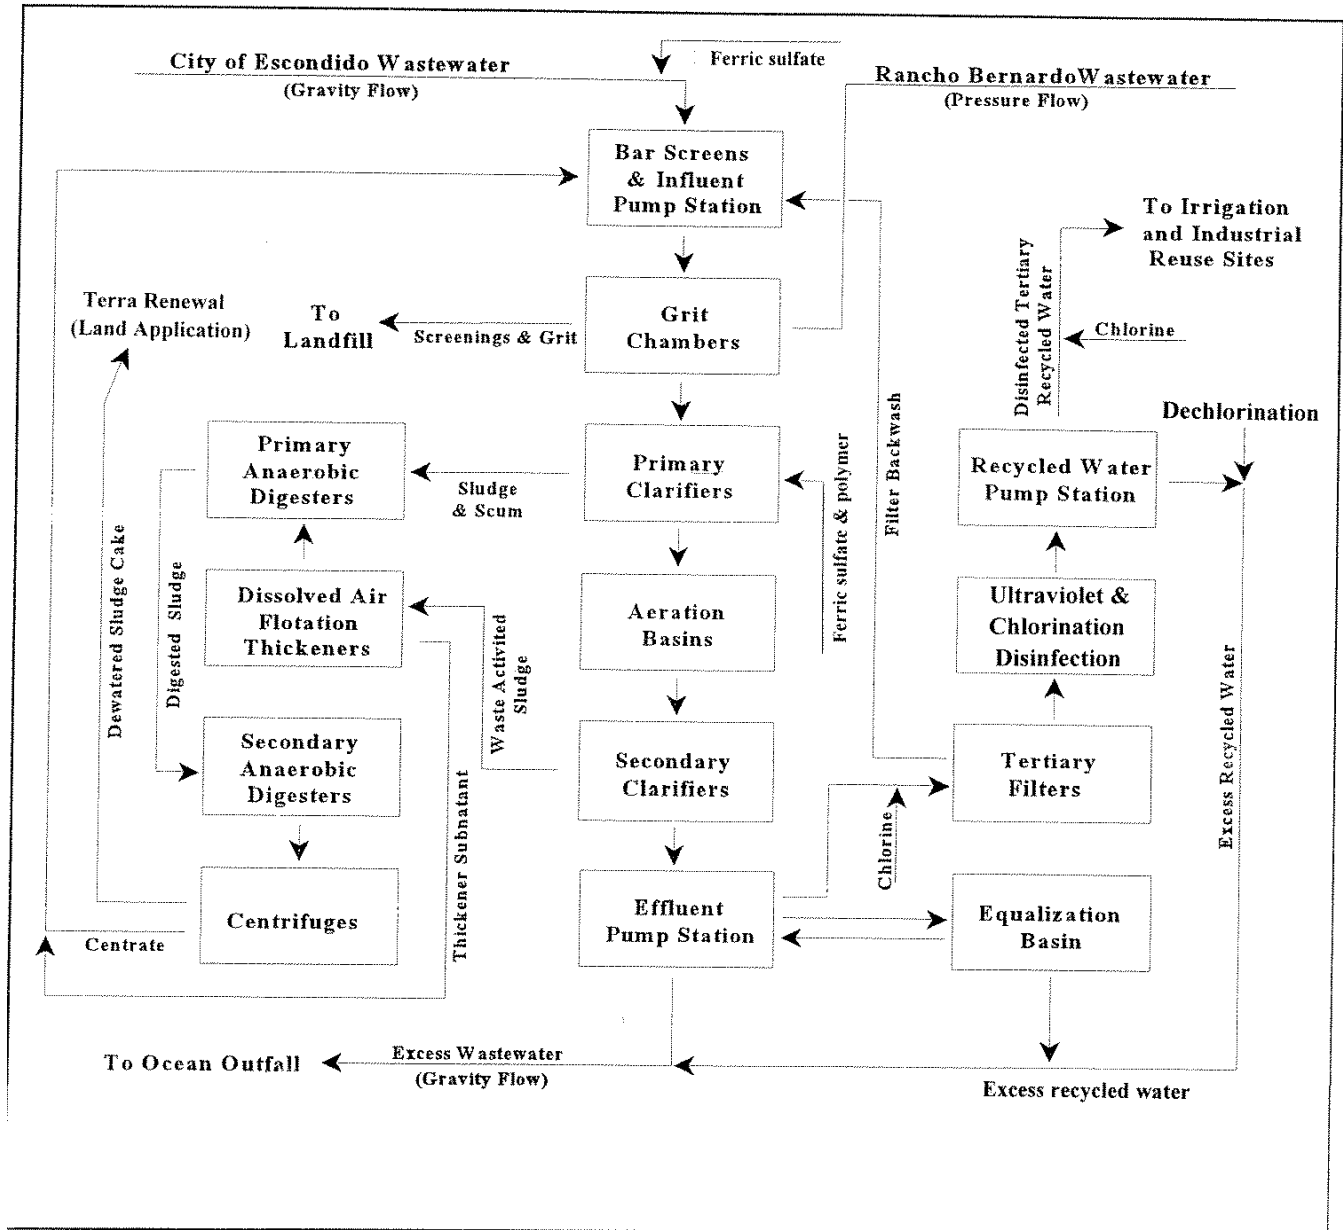 City of Escondido Wastewater
(Gravity Flow)
Ferric sulfate
Rancho BernardoWastewater
(Pressure Flow)
Bar Screens
& Influent
Pump Station
To Irrigation
and Industrial
Reuse Sites
Terra Renewal
(Land Application)
To
Landfill
Screenings & Grit
Grit
Chambers
Disinfected Tertiary
Recycled Water
Chlorine
Dechlorination
Primary
Anaerobic
Digesters
Sludge
& Scum
Primary
Clarifiers
Ferric sulfate & polymer
Filter Backwash
Recycled Water
Pump Station
Dewatered Sludge Cake
Digested Sludge
Dissolved Air
Flotation
Thickeners
Waste Activited
Sludge
Aeration
Basins
Ultraviolet &
Chlorination
Disinfection
Excess Recycled Water
Secondary
Anaerobic
Digesters
Thickener Subnatant
Secondary
Clarifiers
Chlorine
Tertiary
Filters
Centrifuges
Centrate
Effluent
Pump Station
Equalization
Basin
To Ocean Outfall
Excess Wastewater
(Gravity Flow)
Excess recycled water